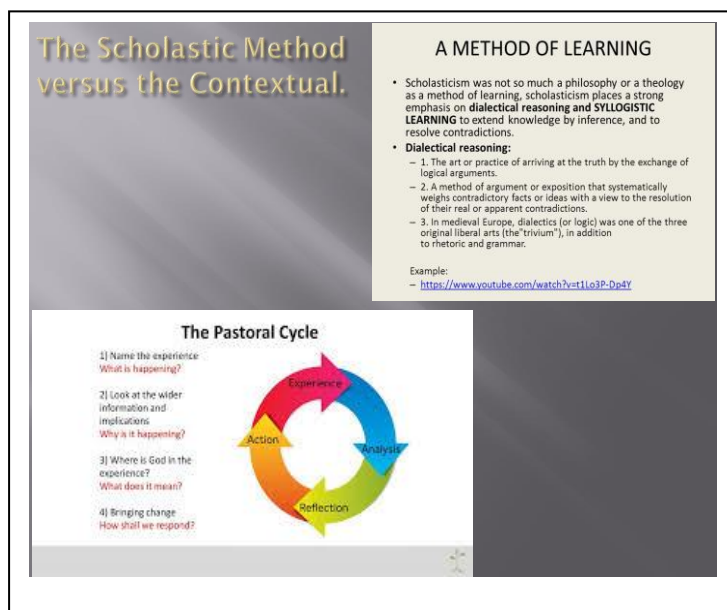 The Scholastic Method
versus the Contextual.
A METHOD OF LEARNING
• Scholasticism was not so much a philosophy or a theology
as a method of learning, scholasticism places a strong
emphasis on dialectical reasoning and SYLLOGISTIC
LEARNING to extend knowledge by inference, and to
resolve contradictions.
• Dialectical reasoning:
– 1. The art or practice of arriving at the truth by the exchange of
logical arguments.
– 2. A method of argument or exposition that systematically
weighs contradictory facts or ideas with a view to the resolution
of their real or apparent contradictions.
– 3. In medieval Europe, dialectics (or logic) was one of the three
original liberal arts (the"trivium"), in addition
to rhetoric and grammar.
Example:
– https://www.youtube.com/watch?v=t1Lo3P-Dp4Y
The Pastoral Cycle
1) Name the experience
What is happening?
2) Look at the wider
information and
implications
Why is it happening?
3) Where is God in the
experience?
What does it mean?
4) Bringing change
How shall we respond?
Experience
Analysis
Reflection
Action